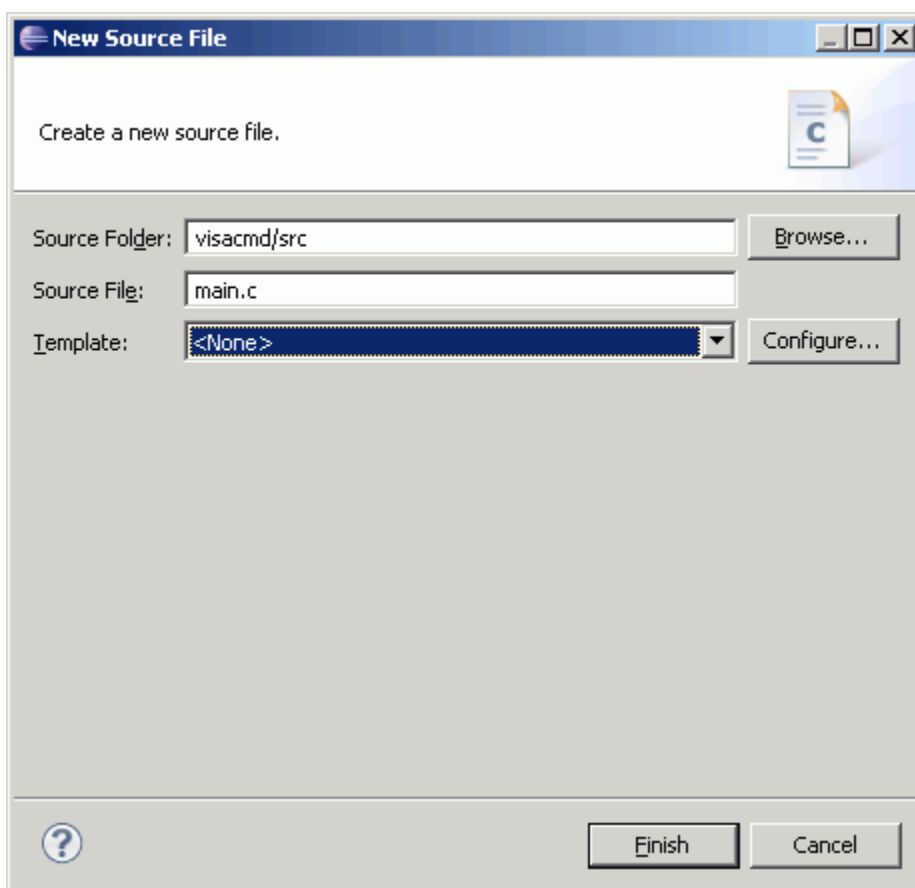 New Source File
Create a new source file.
C
Source Folder: visacmd/src Browse...
Source File: main.c
Template: <None> Configure...
?
Finish Cancel